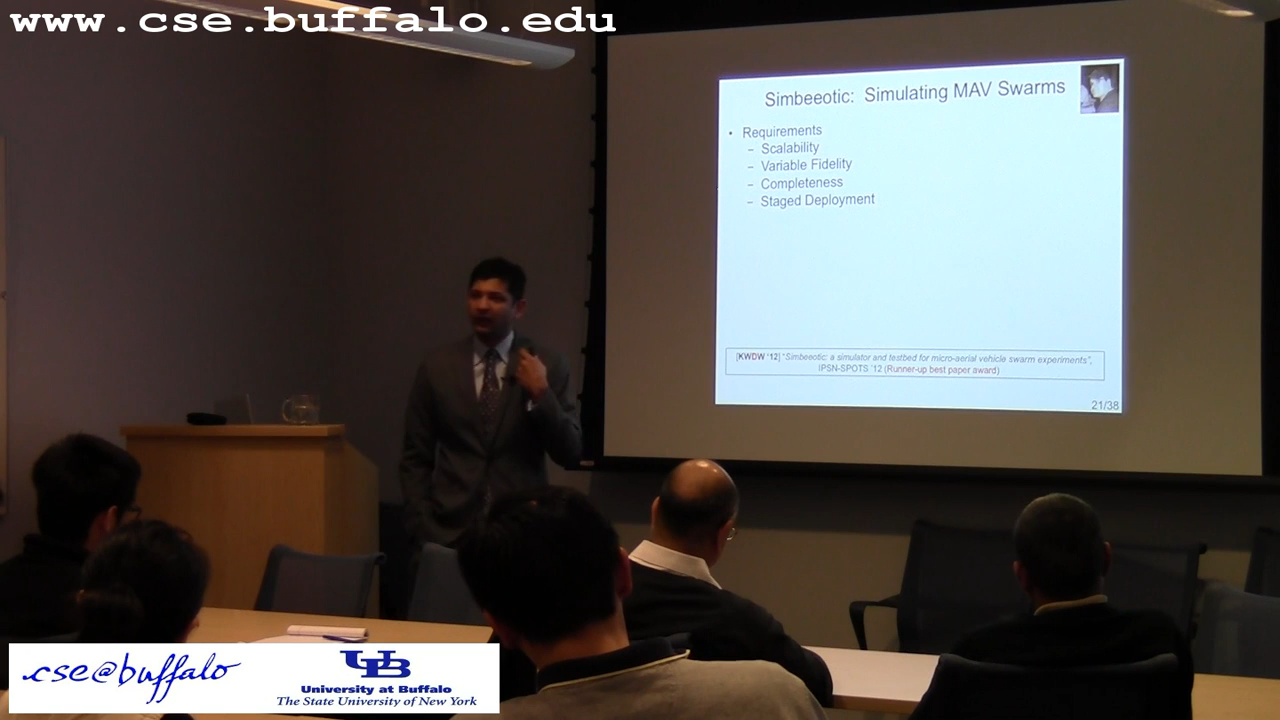 www.cse.buffalo.edu
Simbeeotic: Simulating MAV Swarms
• Requirements
– Scalability
– Variable Fidelity
– Completeness
– Staged Deployment
[KWDW '12] "Simbeeotic: a simulator and testbed for micro-aerial vehicle swarm experiments",
IPSN-SPOTS '12 (Runner-up best paper award)
21/38
cse@buffalo
UB
University at Buffalo
The State University of New York